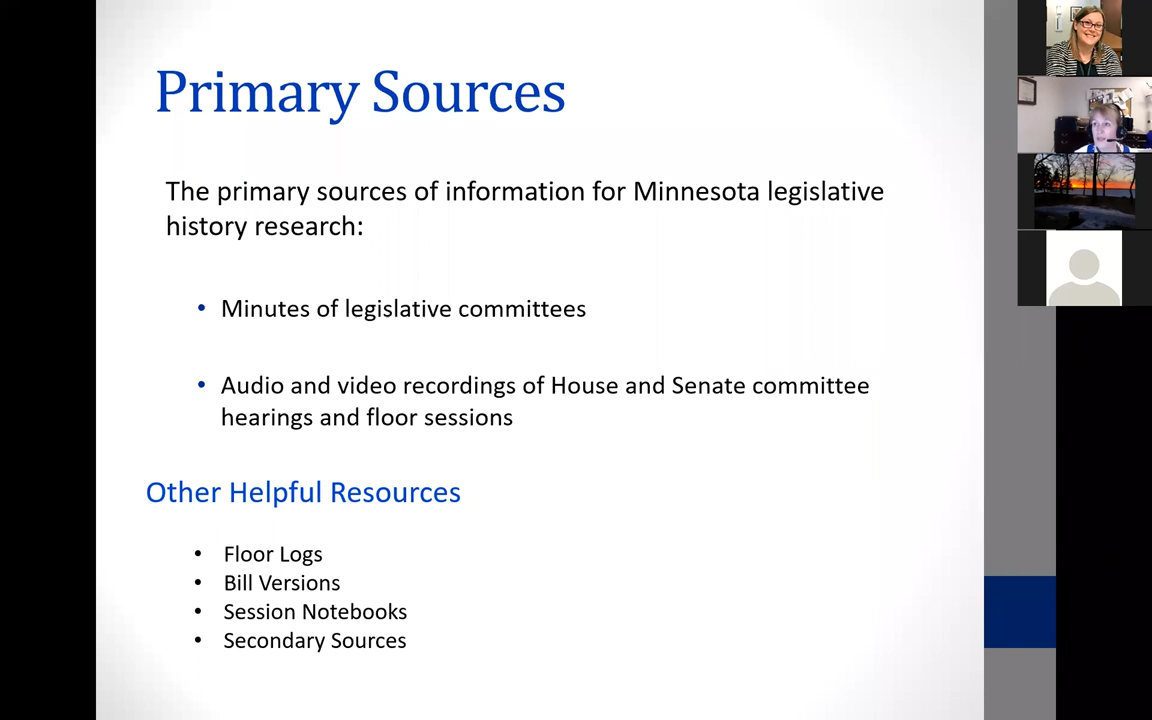 Primary Sources
The primary sources of information for Minnesota legislative
history research:
• Minutes of legislative committees
• Audio and video recordings of House and Senate committee
hearings and floor sessions
Other Helpful Resources
• Floor Logs
• Bill Versions
• Session Notebooks
• Secondary Sources